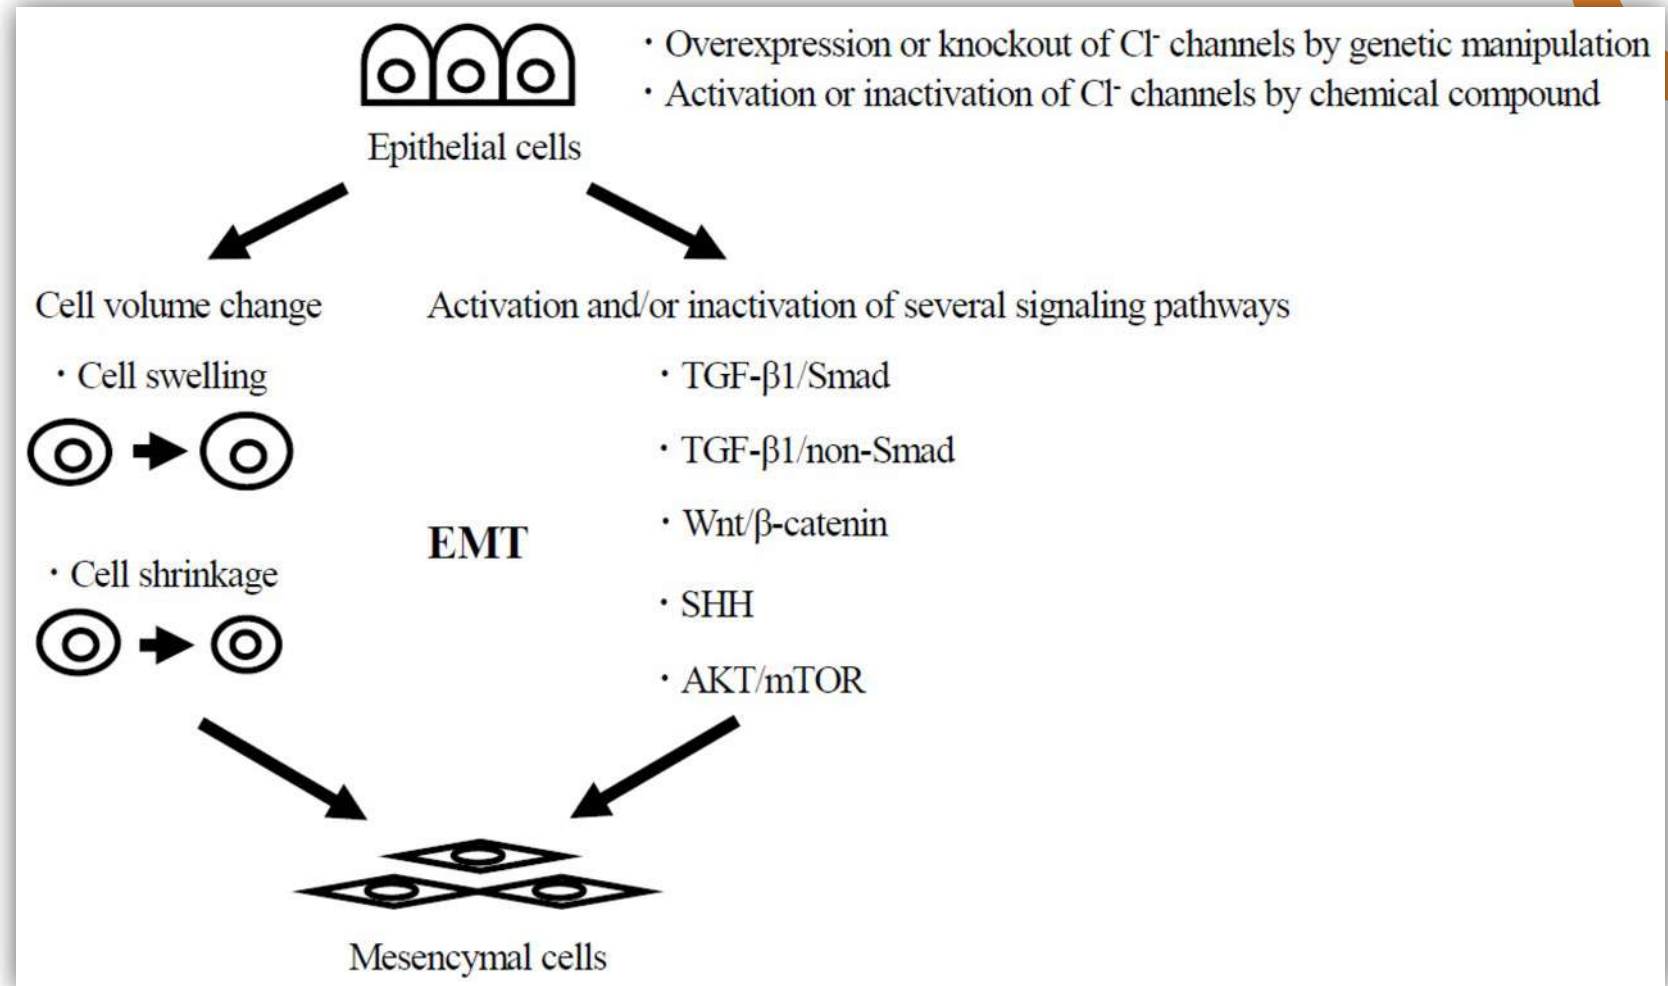 ・Overexpression or knockout of Cl⁻ channels by genetic manipulation
・Activation or inactivation of Cl⁻ channels by chemical compound
Epithelial cells
Cell volume change
・Cell swelling
・Cell shrinkage
EMT
Activation and/or inactivation of several signaling pathways
・TGF-β1/Smad
・TGF-β1/non-Smad
・Wnt/β-catenin
・SHH
・AKT/mTOR
Mesencymal cells